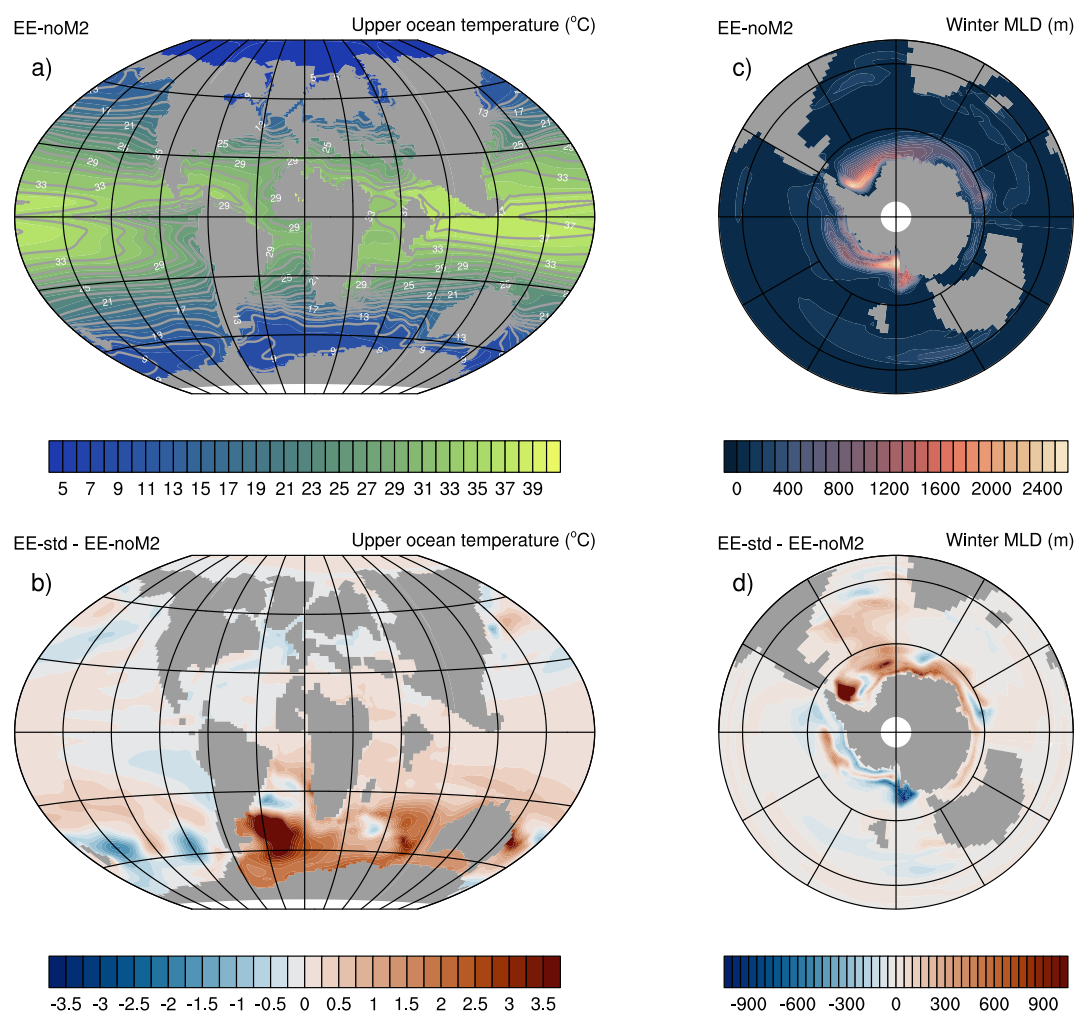 EE-noM2 Upper ocean temperature (°C)
a)
EE-noM2 Winter MLD (m)
c)
5 7 9 11 13 15 17 19 21 23 25 27 29 31 33 35 37 39
0 400 800 1200 1600 2000 2400
EE-std - EE-noM2 Upper ocean temperature (°C)
b)
EE-std - EE-noM2 Winter MLD (m)
d)
-3.5 -3 -2.5 -2 -1.5 -1 -0.5 0 0.5 1 1.5 2 2.5 3 3.5
-900 -600 -300 0 300 600 900